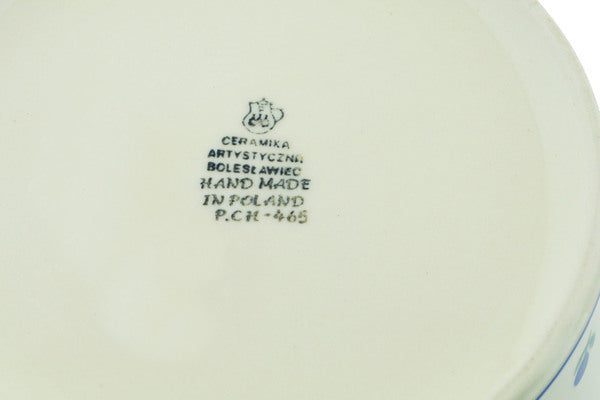 CERAMIKA
ARTYSTYCZNA
BOLESŁAWIEC
HAND MADE
IN POLAND
P.CH-465